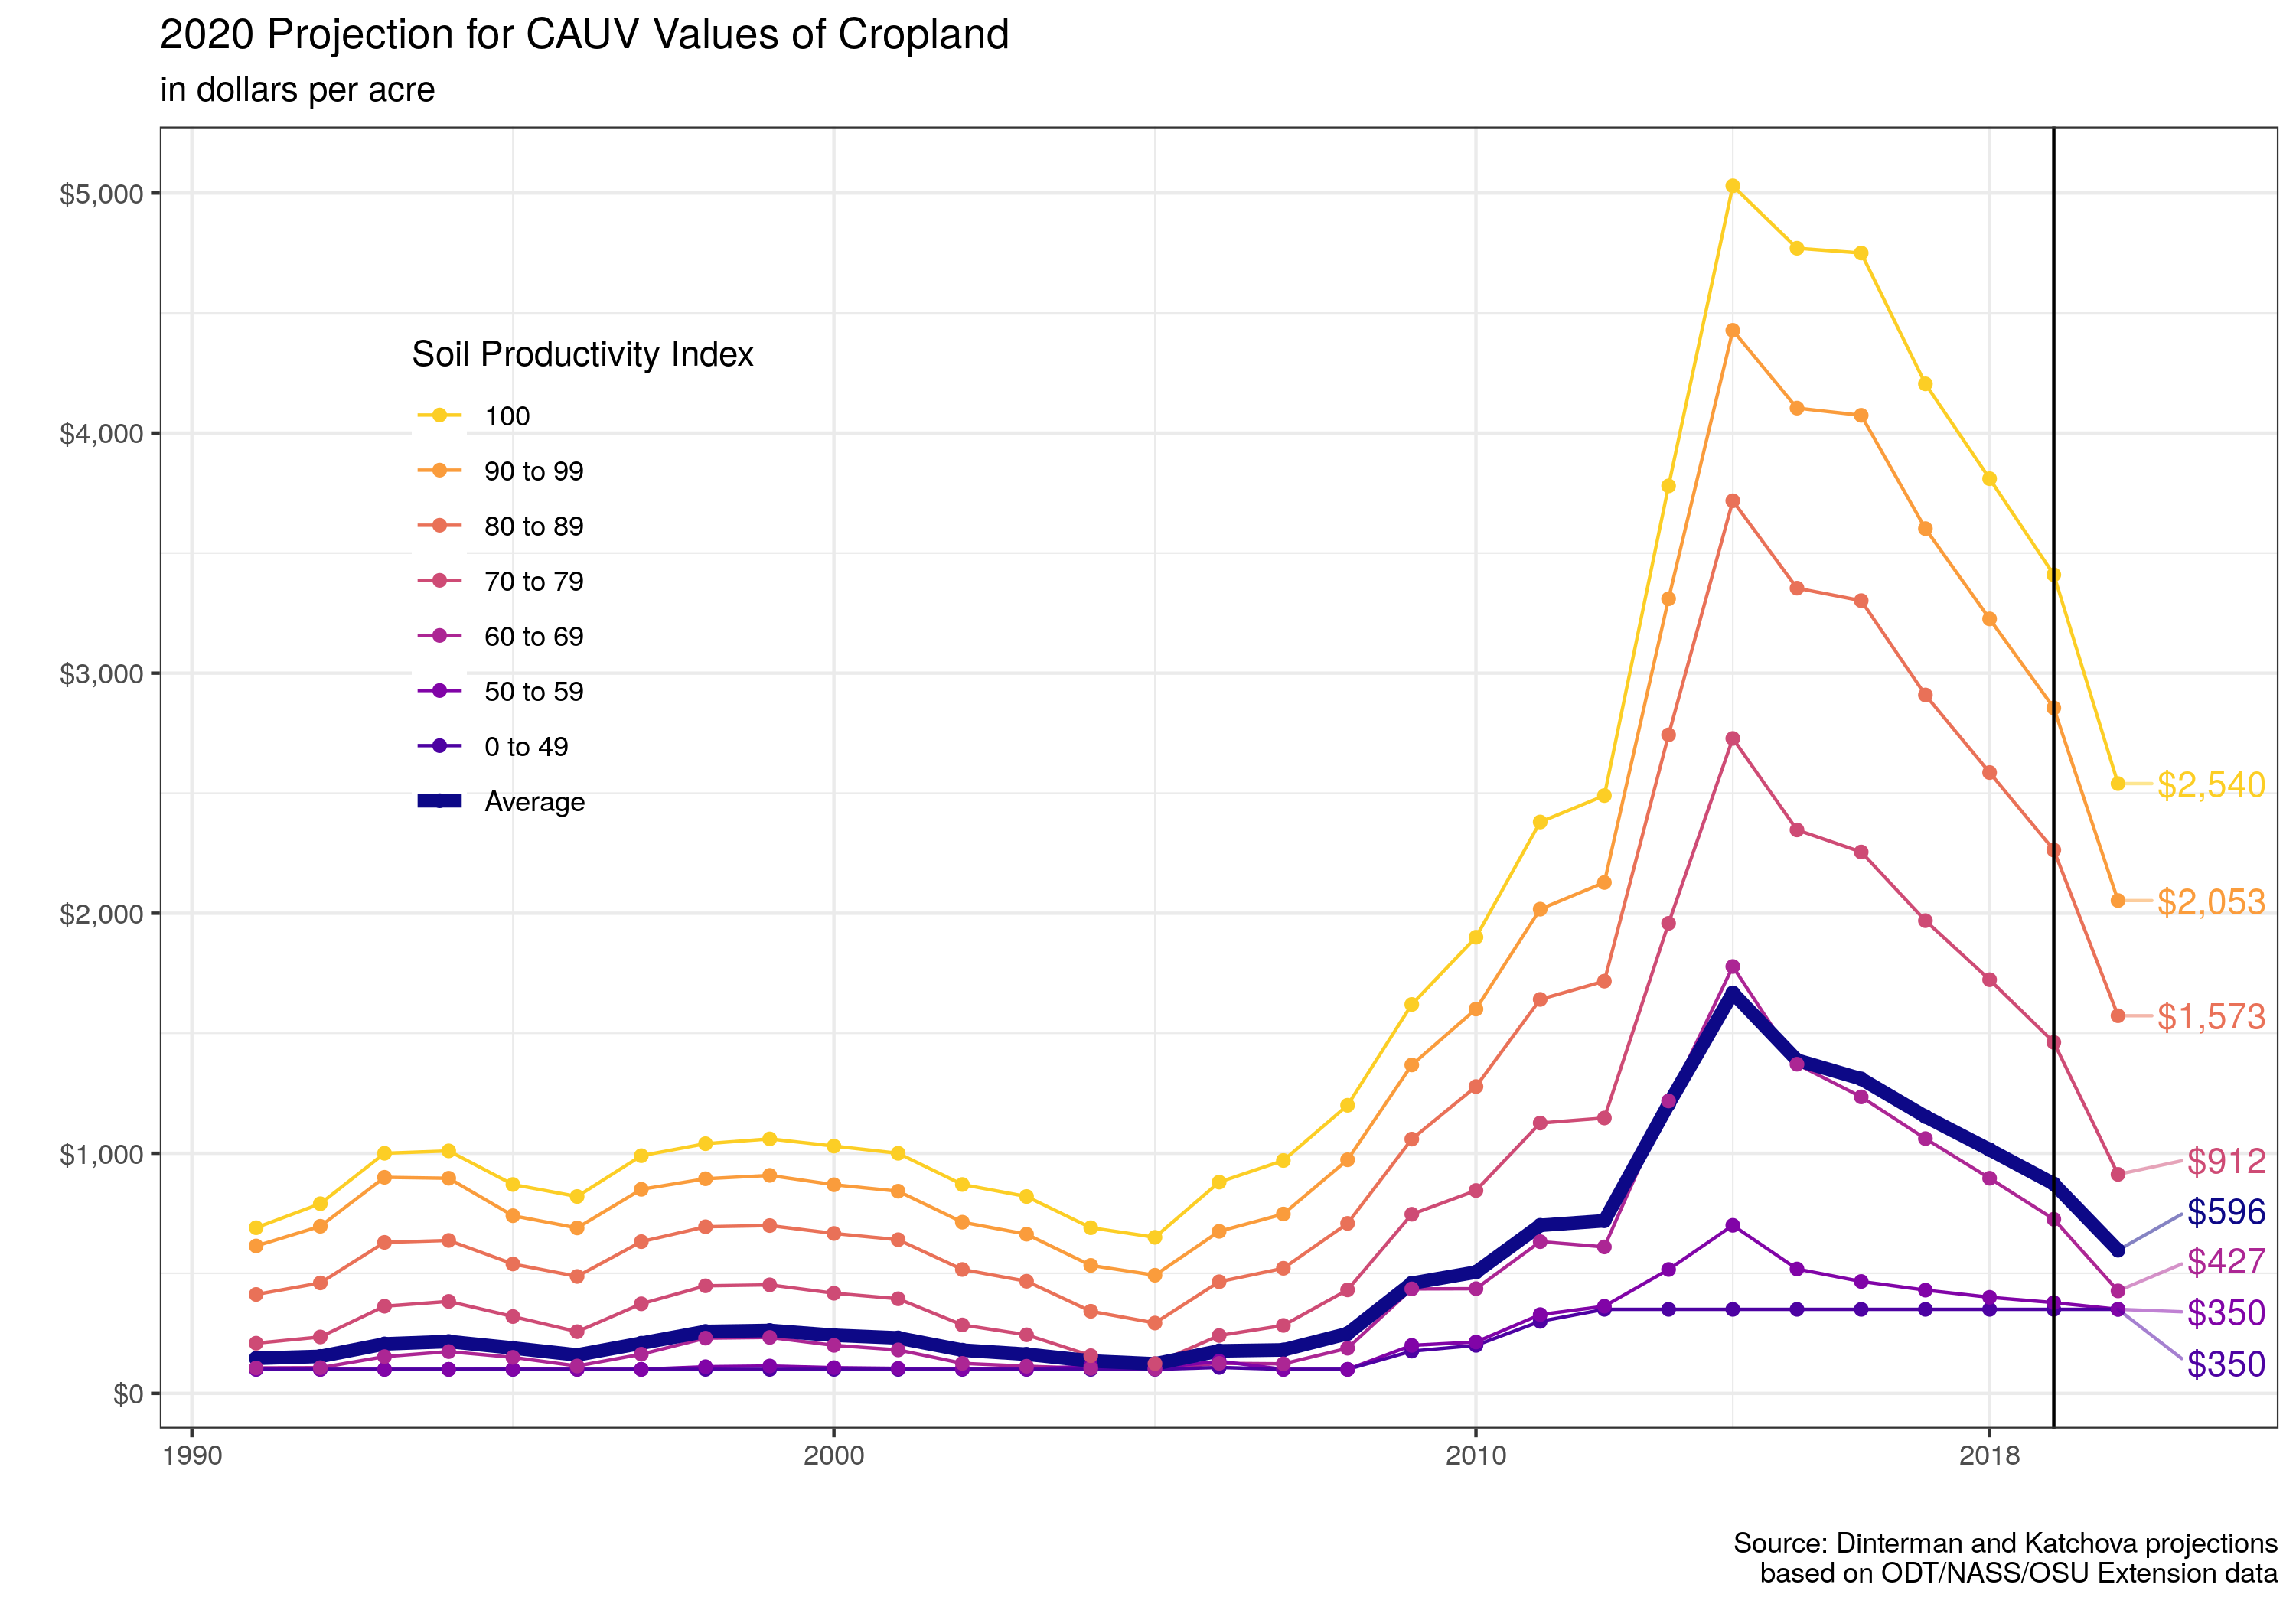 2020 Projection for CAUV Values of Cropland
in dollars per acre
$5,000
$4,000
$3,000
$2,000
$1,000
$0
Soil Productivity Index
100
90 to 99
80 to 89
70 to 79
60 to 69
50 to 59
0 to 49
Average
$2,540
$2,053
$1,573
$912
$596
$427
$350
$350
1990
2000
2010
2018
Source: Dinterman and Katchova projections
based on ODT/NASS/OSU Extension data